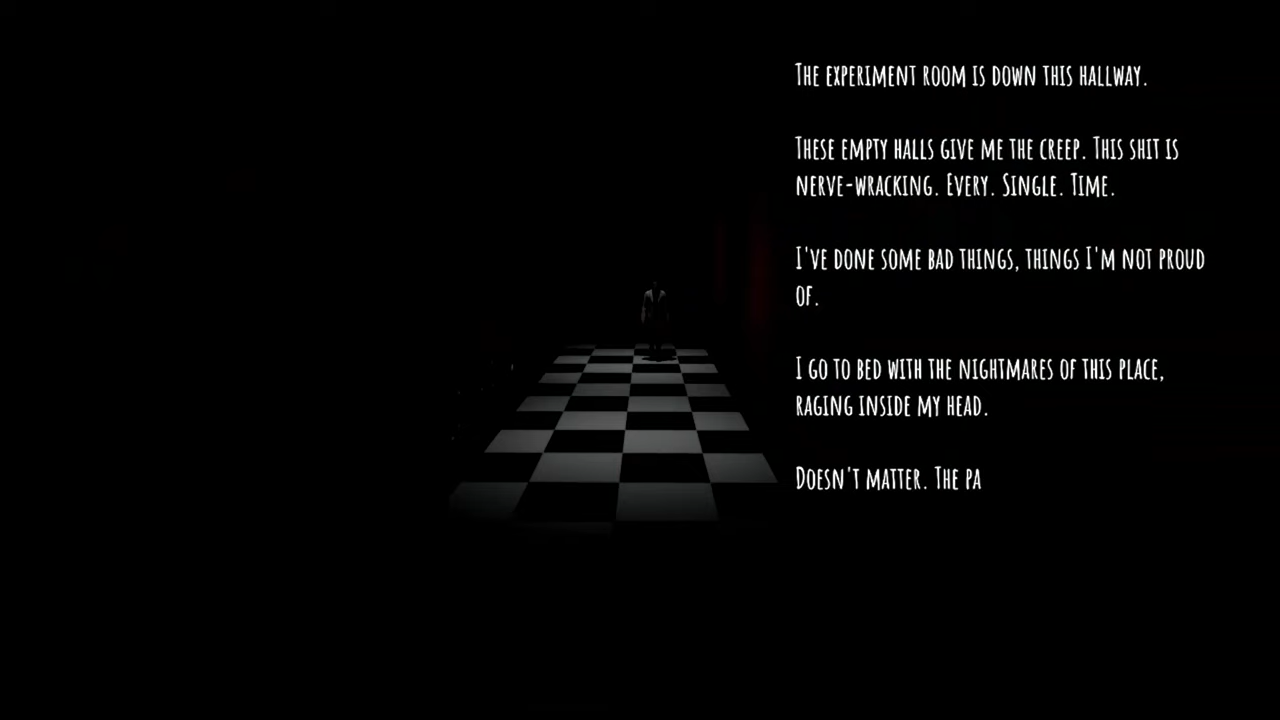 The experiment room is down this hallway.
These empty halls give me the creep. This shit is
nerve-wracking. Every. Single. Time.
I've done some bad things, things I'm not proud
of.
I go to bed with the nightmares of this place,
raging inside my head.
Doesn't matter. The pa